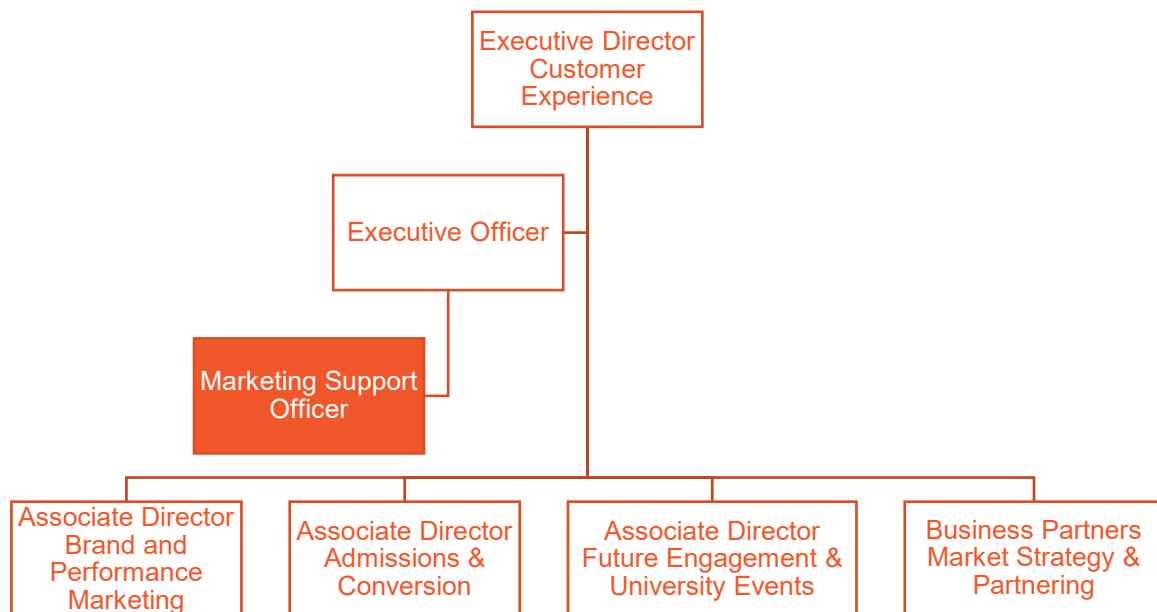 Executive Director
Customer
Experience
Executive Officer
Marketing Support
Officer
Associate Director
Brand and
Performance
Marketing
Associate Director
Admissions &
Conversion
Associate Director
Future Engagement &
University Events
Business Partners
Market Strategy &
Partnering